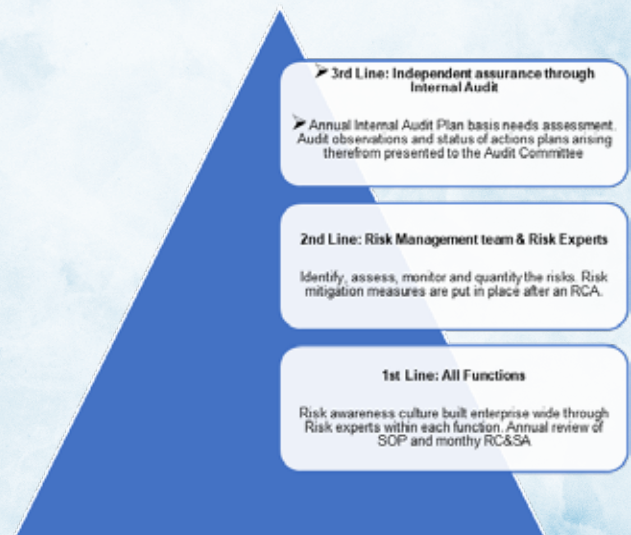 ➢ 3rd Line: Independent assurance through
Internal Audit
➢ Annual Internal Audit Plan basis needs assessment.
Audit observations and status of actions plans arising
therefrom presented to the Audit Committee
2nd Line: Risk Management team & Risk Experts
Identify, assess, monitor and quantity the risks. Risk
mitigation measures are put in place after an RCA.
1st Line: All Functions
Risk awareness culture built enterprise wide through
Risk experts within each function. Annual review of
SOP and monthy RC&SA